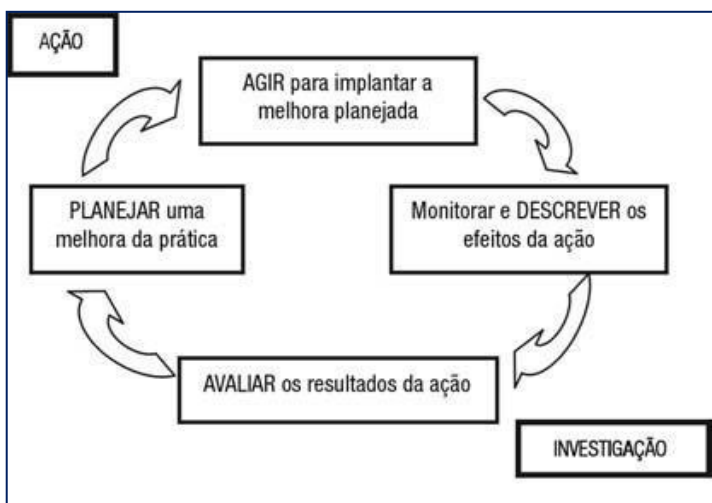 AÇÃO
AGIR para implantar a
melhora planejada
PLANEJAR uma
melhora da prática
Monitorar e DESCREVER os
efeitos da ação
AVALIAR os resultados da ação
INVESTIGAÇÃO